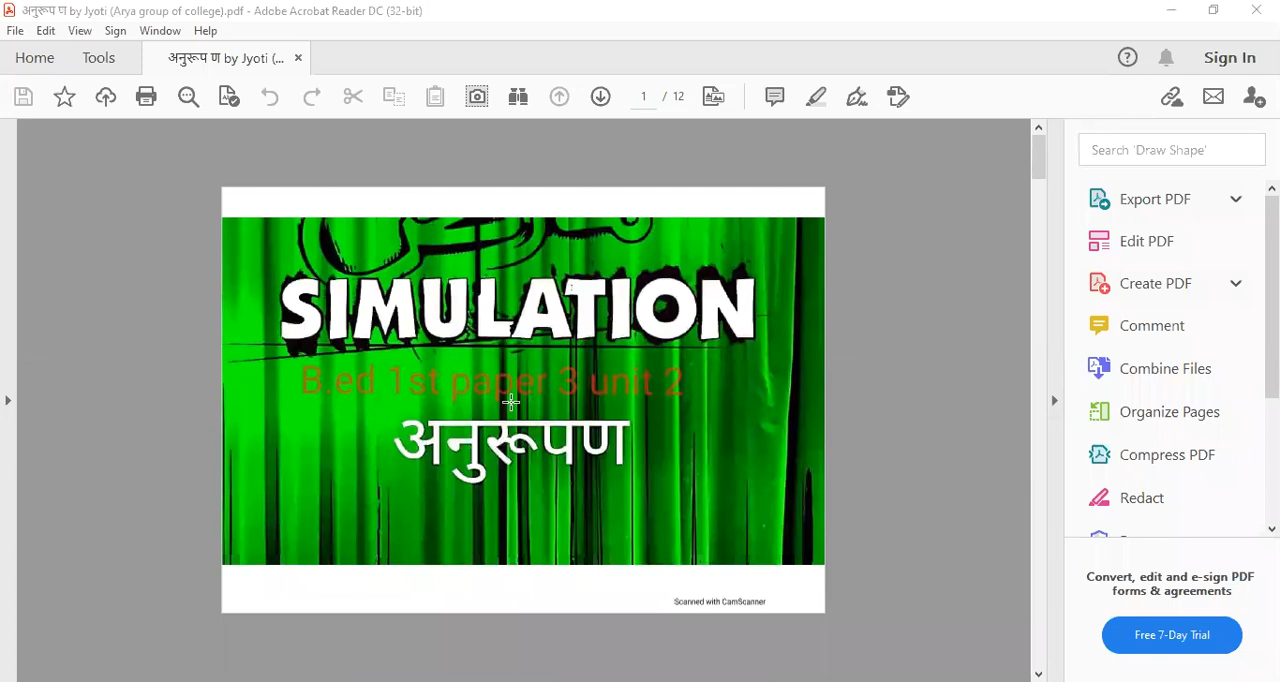 अनुरूप ण by Jyoti (Arya group of college).pdf - Adobe Acrobat Reader DC (32-bit)
File Edit View Sign Window Help
Home Tools अनुरूप ण by Jyoti (... × Sign In
1 / 12
Search 'Draw Shape'
SIMULATION
B.ed 1st paper 3 unit 2
अनुरूपण
Scanned with CamScanner
Export PDF
Edit PDF
Create PDF
Comment
Combine Files
Organize Pages
Compress PDF
Redact
Convert, edit and e-sign PDF
forms & agreements
Free 7-Day Trial